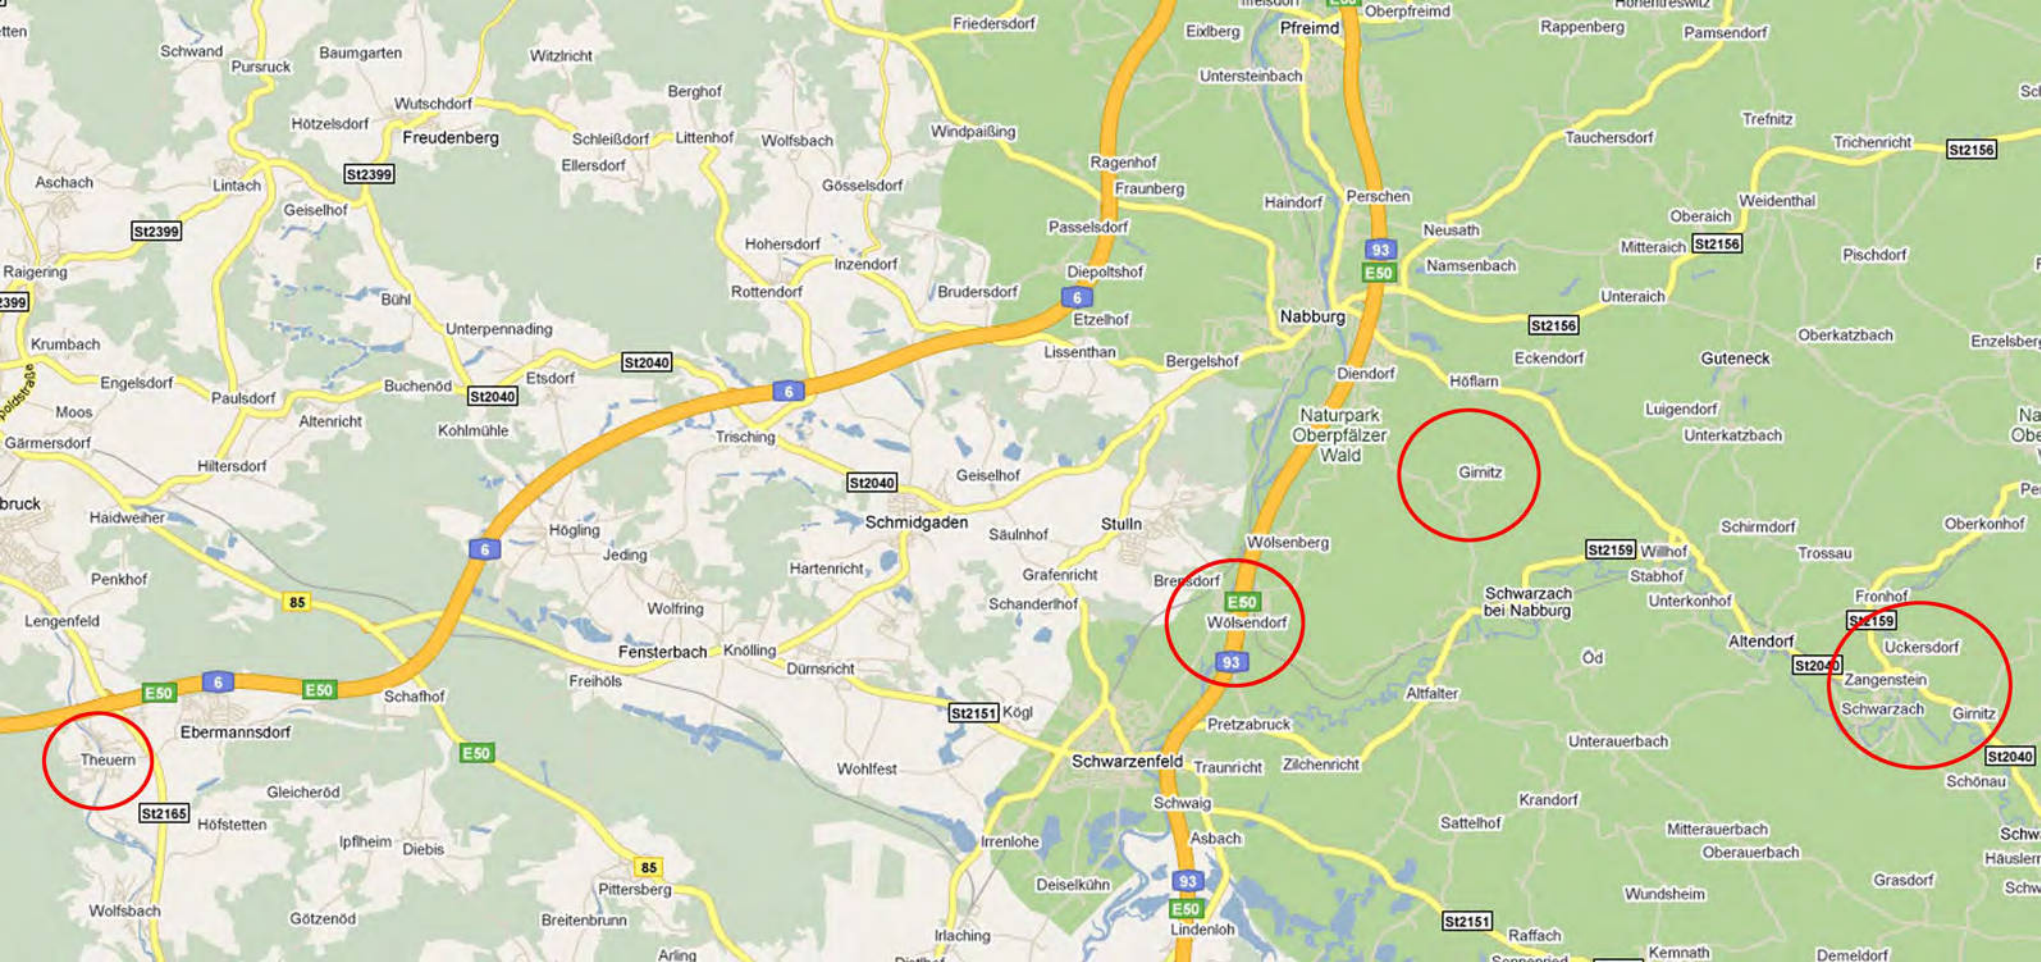 Friedersdorf
Eixlberg
Pfreimd
Oberpfreimd
Rappenberg
Pamsendorf
Schwand
Baumgarten
Witzlricht
Pursruck
Untersteinbach
Berghof
Wutschdorf
Hötzelsdorf
Freudenberg
Schleißdorf
Littenhof
Wolfsbach
Windpaißing
Trefnitz
Tauchersdorf
Trichenricht
St2156
Ellersdorf
Ragenhof
St2399
Aschach
Lintach
Gösselsdorf
Fraunberg
Haindorf
Perschen
Weidenthal
Geiselhof
Oberaich
St2399
Passelsdorf
Neusath
Hohersdorf
93
Mitteraich
St2156
Pischdorf
Inzendorf
Raigering
Diepoltshof
E50
Namsenbach
2399
Bühl
Rottendorf
Brudersdorf
6
Unteraich
Unterpennading
Etzelhof
Nabburg
St2156
Krumbach
Lissenthan
Oberkatzbach
Enzelsber
St2040
Bergelshof
Eckendorf
Guteneck
Engelsdorf
Buchenöd
Etsdorf
6
Diendorf
Höflarn
Paulsdorf
St2040
poldstraße
Moos
Altenricht
Kohlmühle
Naturpark
Oberpfälzer
Wald
Luigendorf
Na
Obe
Gärmersdorf
Trisching
Unterkatzbach
Hiltersdorf
Geiselhof
Girnitz
St2040
bruck
Haidweiher
Högling
Schmidgaden
Säulnhof
Stulln
Schirmdorf
Oberkonhof
Wölsenberg
6
Jeding
St2159
Willhof
Trossau
Hartenricht
Grafenricht
Brensdorf
Stabhof
Penkhof
85
Wolfring
Schanderlhof
E50
Schwarzach
bei Nabburg
Unterkonhof
Fronhof
Lengenfeld
Wölsendorf
St2159
Fensterbach
Knölling
Altendorf
Uckersdorf
Öd
93
St2040
Dürnsricht
Zangenstein
E50
6
E50
Schafhof
Freihöls
Altfalter
Schwarzach
Girnitz
St2151
Kögl
Ebermannsdorf
Pretzabruck
Unterauerbach
Theuern
E50
Schwarzenfeld
Traunricht
Zilchenricht
St2040
Wohlfest
Schönau
Gleicheröd
St2165
Schwaig
Krandorf
Höfstetten
Sattelhof
Mitterauerbach
Schw
Ipflheim
Diebis
Irrenlohe
Asbach
Oberauerbach
Häusler
85
Deiselkühn
93
Grasdorf
Schw
Pittersberg
Wundsheim
Wolfsbach
Götzenöd
Breitenbrunn
E50
St2151
Irlaching
Lindenloh
Raffach
Arling
Kemnath
Demeldorf